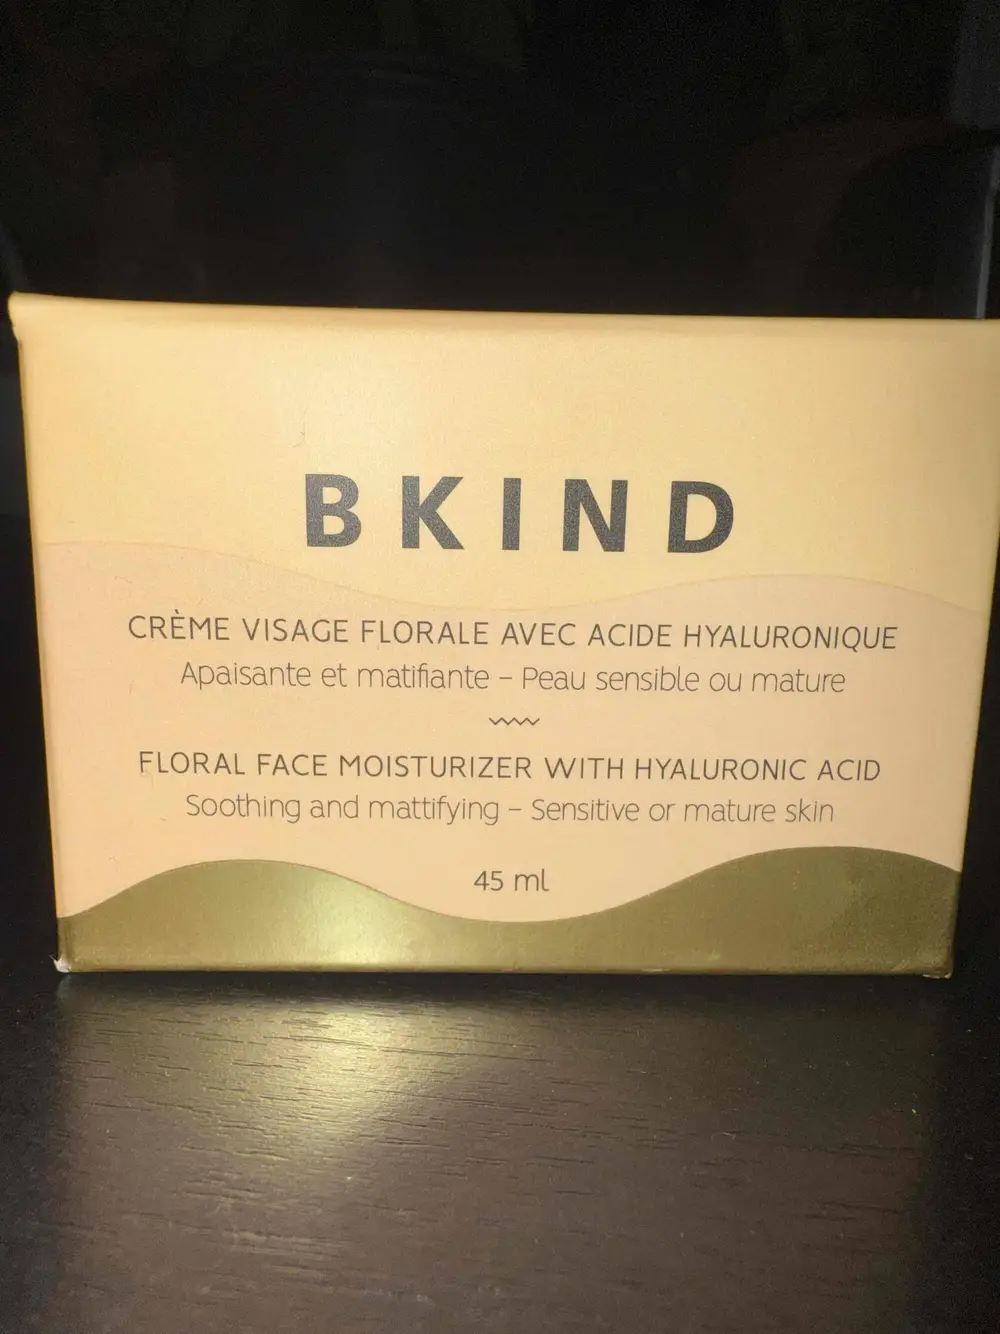 BKIND
CRÈME VISAGE FLORALE AVEC ACIDE HYALURONIQUE
Apaisante et matifiante – Peau sensible ou mature
FLORAL FACE MOISTURIZER WITH HYALURONIC ACID
Soothing and mattifying – Sensitive or mature skin
45 ml